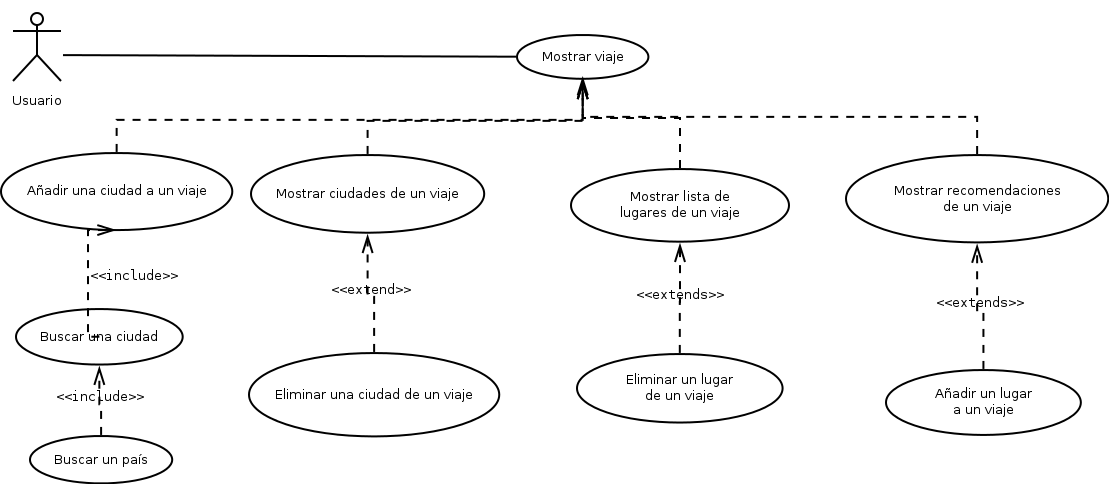 Mostrar viaje
Usuario
Añadir una ciudad a un viaje
Mostrar ciudades de un viaje
Mostrar lista de
lugares de un viaje
Mostrar recomendaciones
de un viaje
<<include>>
<<extend>>
<<extends>>
<<extends>>
Buscar una ciudad
Eliminar una ciudad de un viaje
Eliminar un lugar
de un viaje
Añadir un lugar
a un viaje
<<include>>
Buscar un país